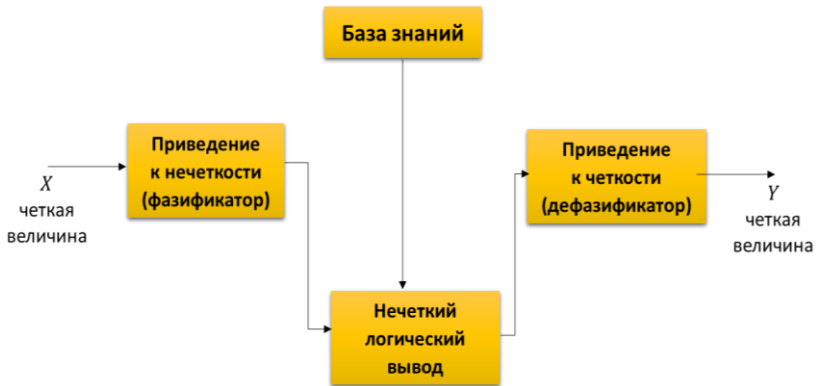 База знаний
Приведение
к нечеткости
(фазификатор)
Приведение
к четкости
(дефазификатор)
X
четкая
величина
Y
четкая
величина
Нечеткий
логический
вывод